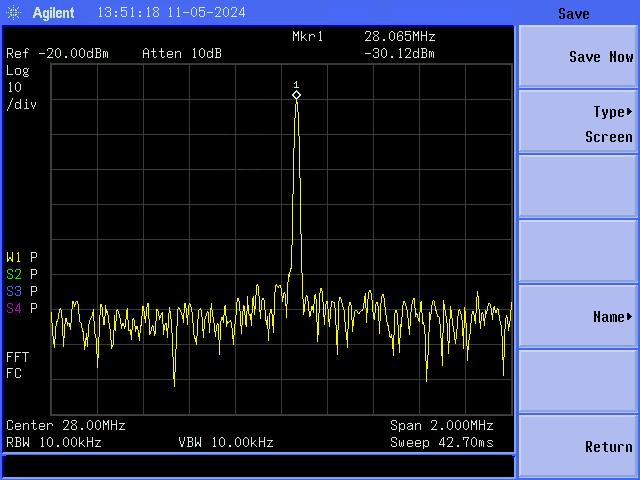 Agilent 13:51:18 11-05-2024 Save
Mkr1 28.065MHz
Ref -20.00dBm Atten 10dB -30.12dBm
Log
10
/div
1
W1 P
S2 P
S3 P
S4 P
FFT
FC
Center 28.00MHz Span 2.000MHz
RBW 10.00kHz VBW 10.00kHz Sweep 42.70ms
Save Now
Type
Screen
Name
Return